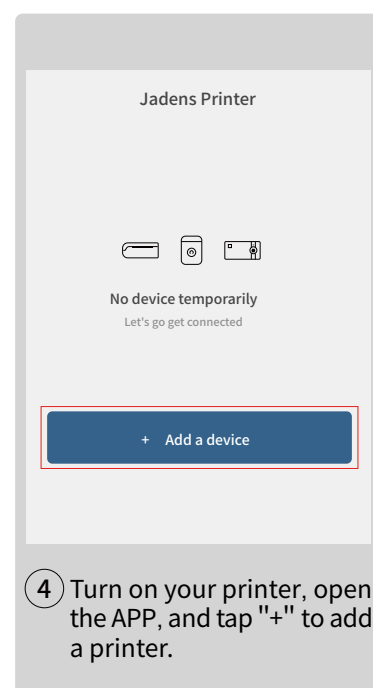 Jadens Printer
No device temporarily
Let's go get connected
+ Add a device
4 Turn on your printer, open
the APP, and tap "+" to add
a printer.